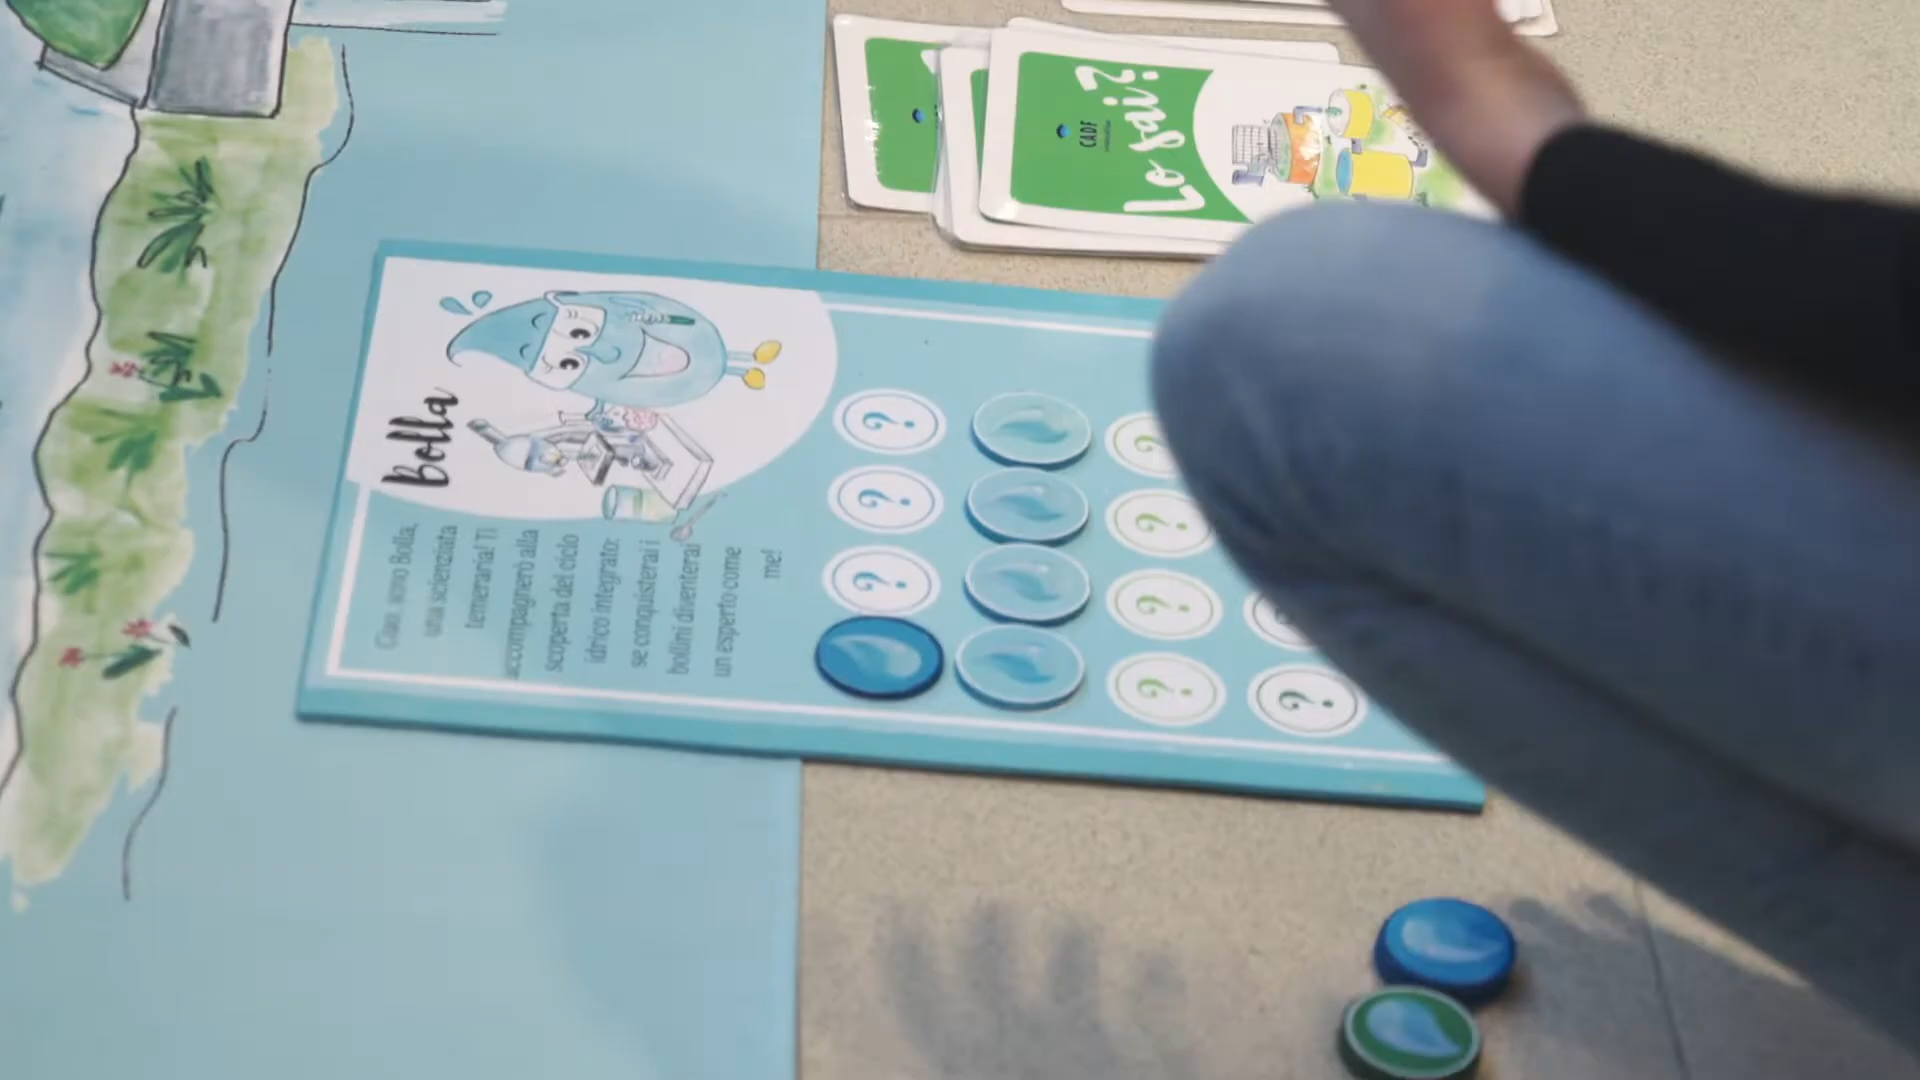 Lo sai?
CADF
bolla
Ciao, sono Bolla,
una scienziata
temeraria! Ti
accompagnerò alla
scoperta del ciclo
idrico integrato:
se conquisterai i
bollini diventerai
un esperto come
me!
?
?
?
?
?
?
?
?